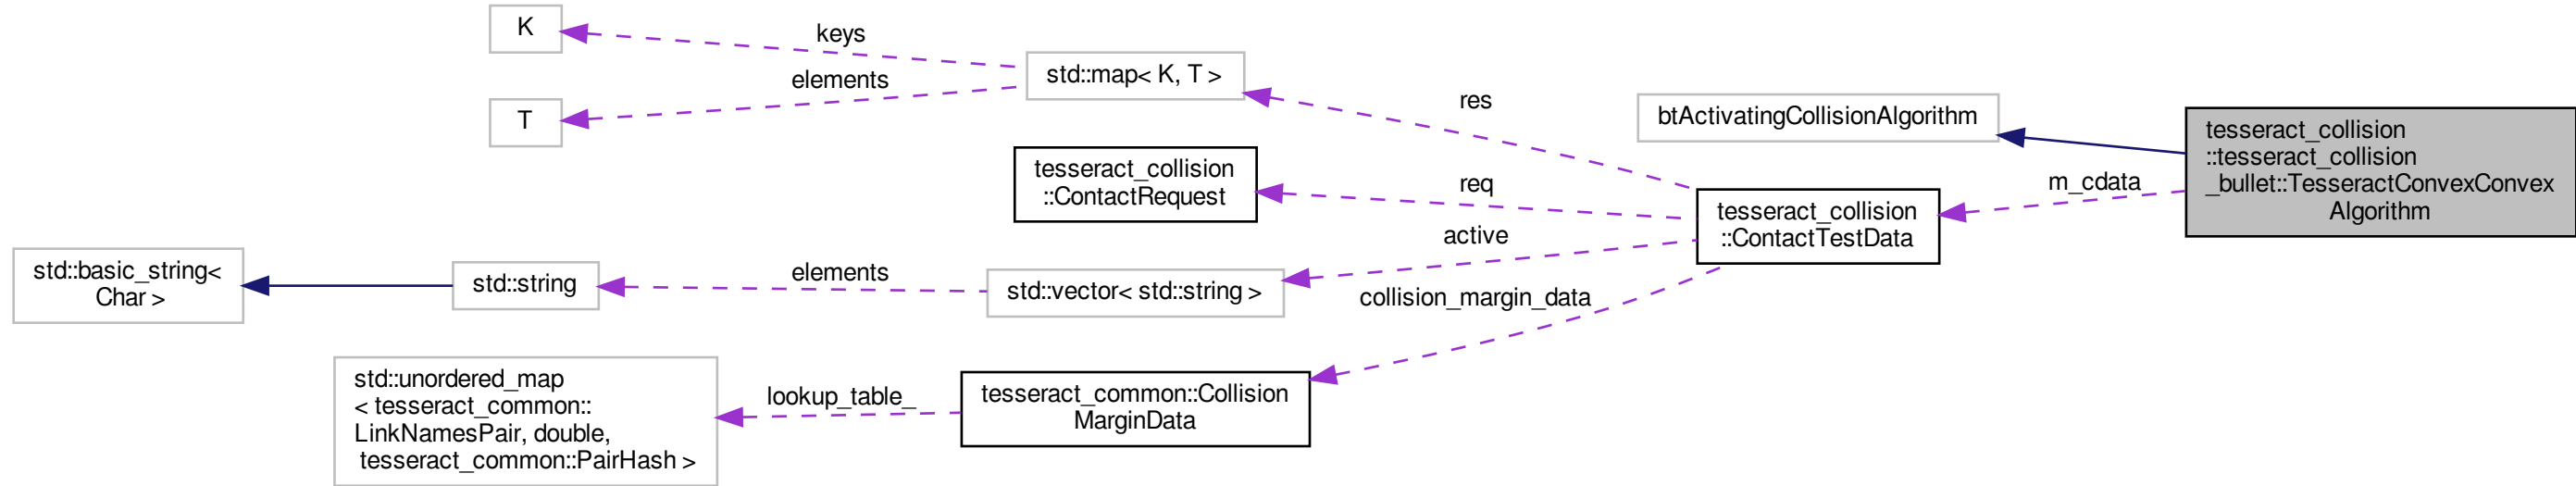 K
keys
std::map< K, T >
elements
T
res
btActivatingCollisionAlgorithm
tesseract_collision
::tesseract_collision
_bullet::TesseractConvexConvex
Algorithm
tesseract_collision
::ContactRequest
req
m_cdata
tesseract_collision
::ContactTestData
active
std::basic_string<
Char >
std::string
elements
std::vector< std::string >
collision_margin_data
std::unordered_map
< tesseract_common::
LinkNamesPair, double,
tesseract_common::PairHash >
lookup_table_
tesseract_common::Collision
MarginData